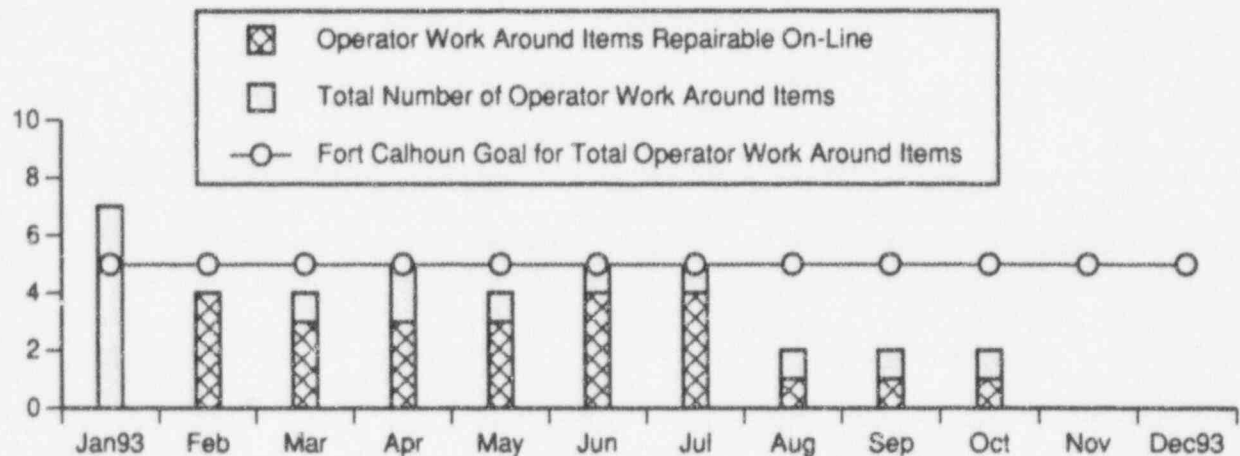 Operator Work Around Items Repairable On-Line
Total Number of Operator Work Around Items
Fort Calhoun Goal for Total Operator Work Around Items
10
8
6
4
2
0
Jan93 Feb Mar Apr May Jun Jul Aug Sep Oct Nov Dec93